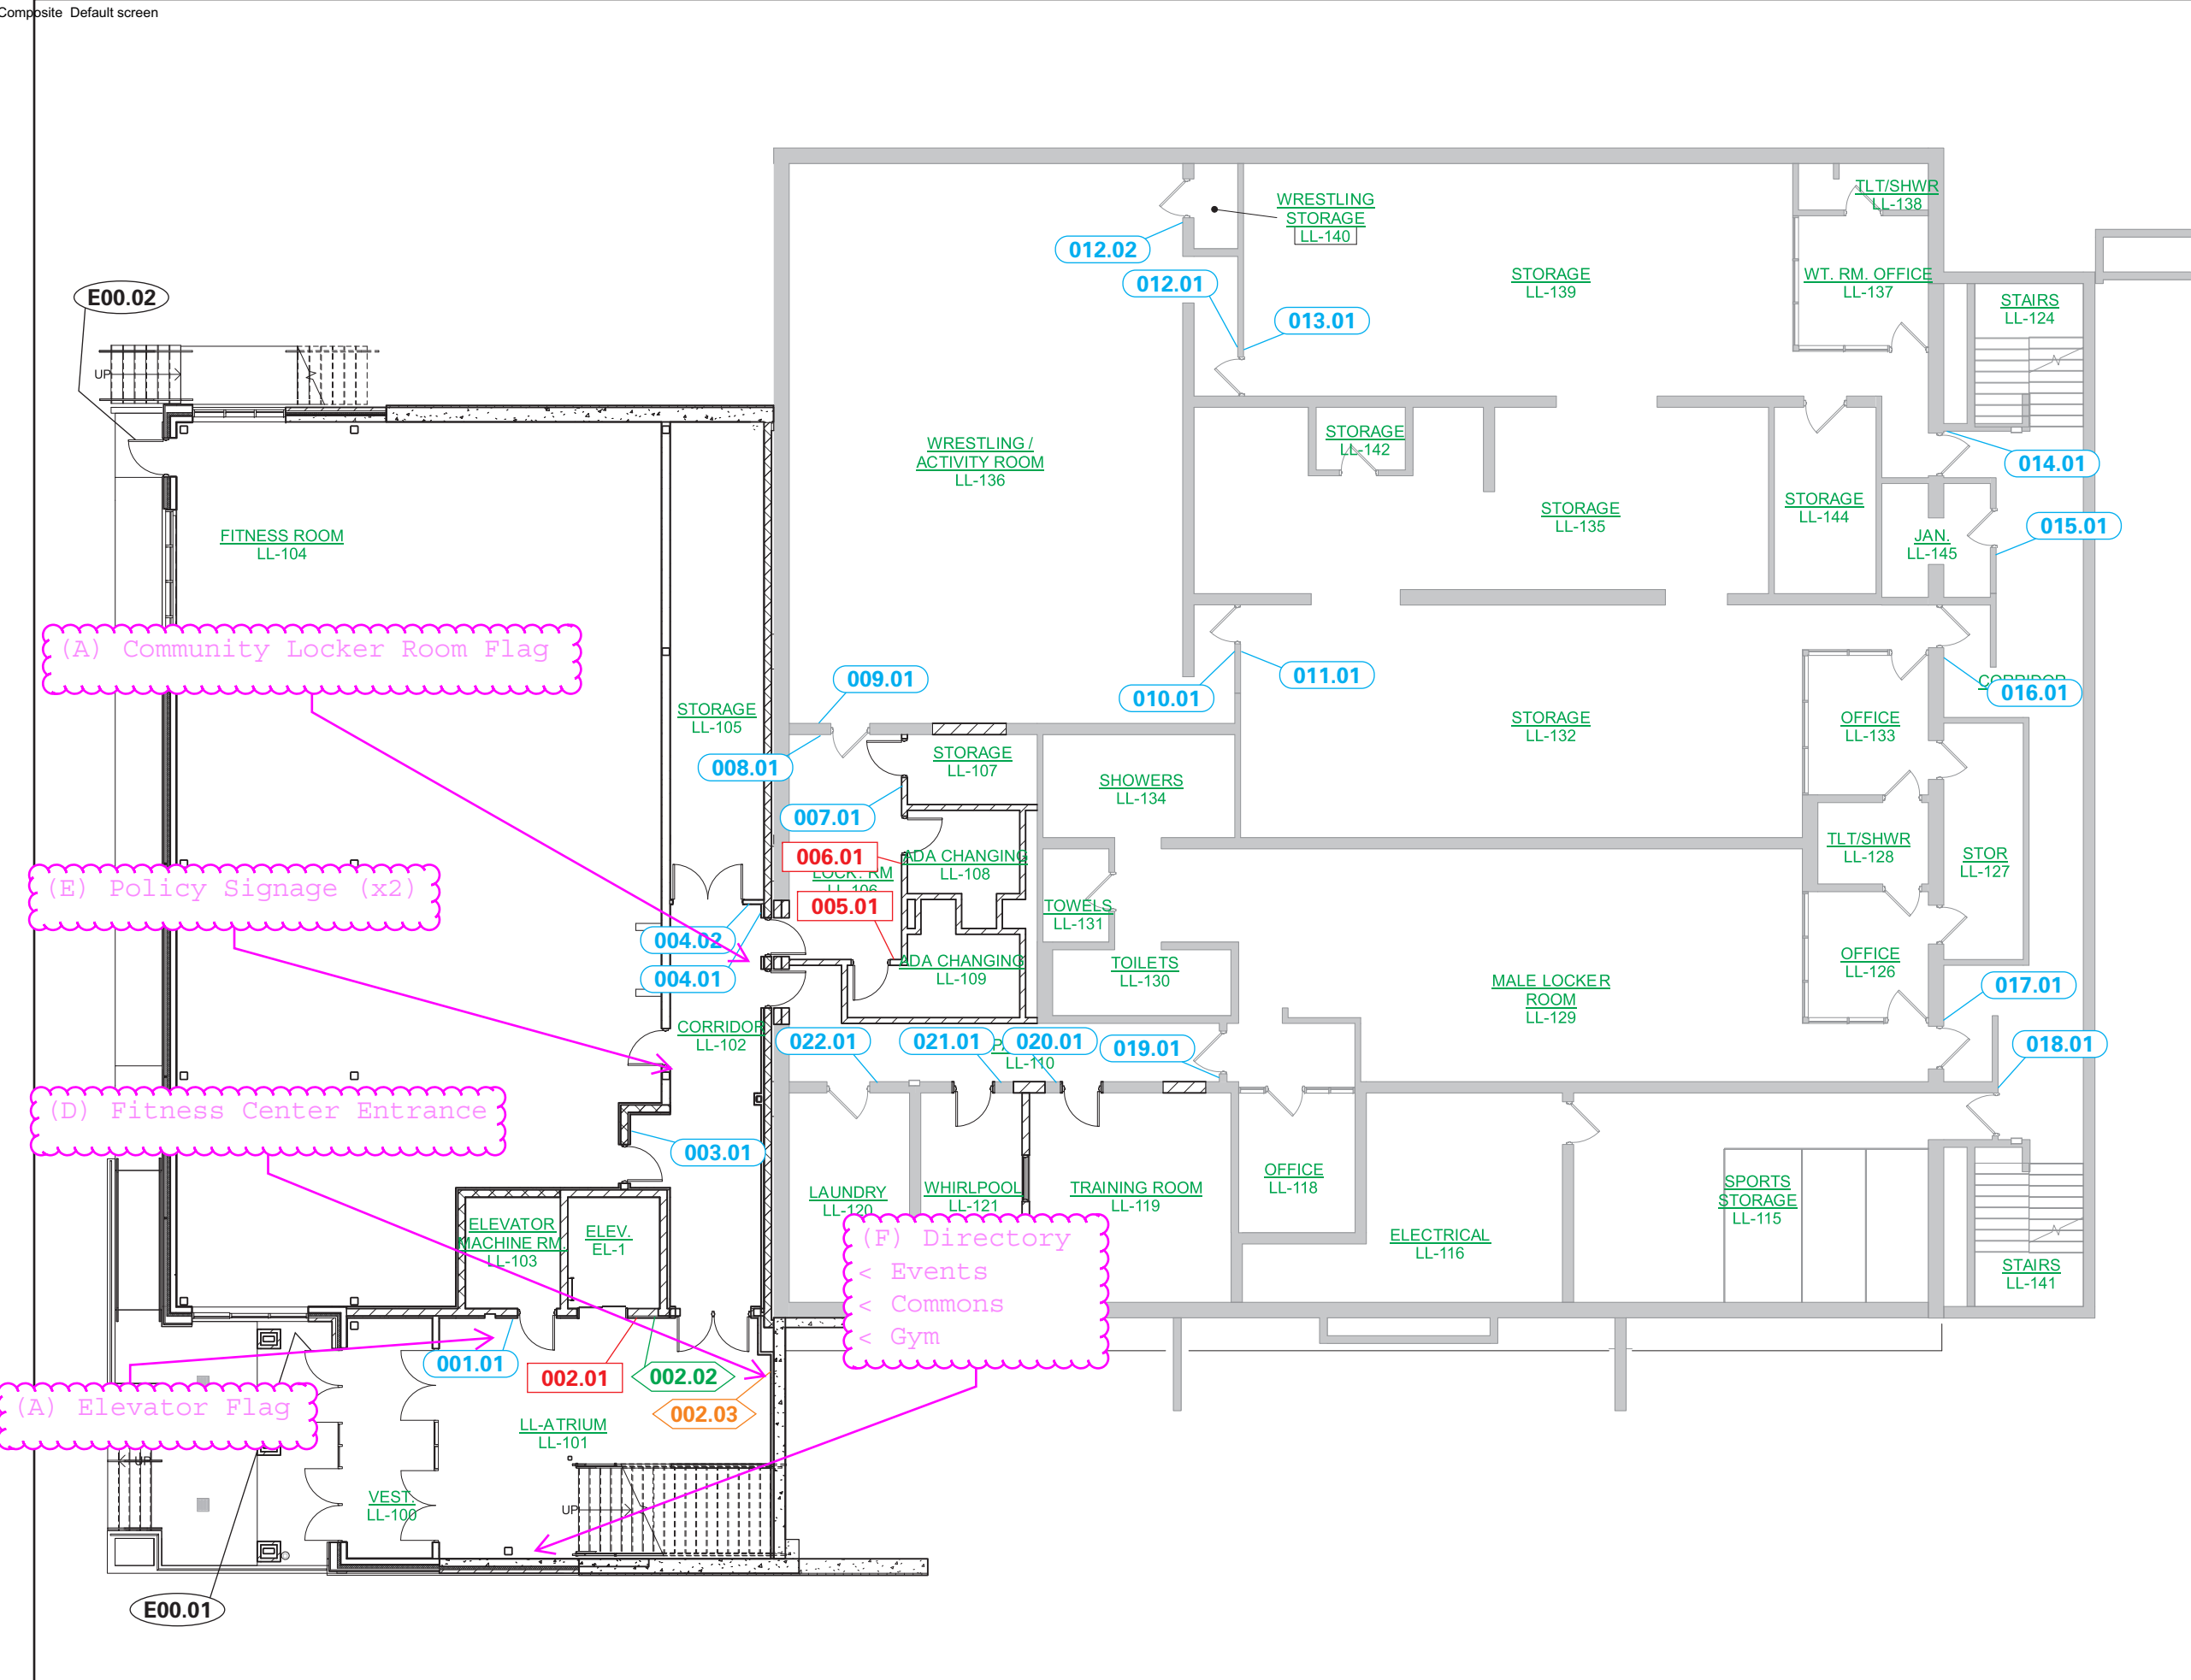 Composite Default screen
WRESTLING
STORAGE
LL-140
TLT/SHWR
LL-138
012.02
012.01
STORAGE
LL-139
WT. RM. OFFICE
LL-137
E00.02
STAIRS
LL-124
013.01
UP
STORAGE
LL-142
WRESTLING /
ACTIVITY ROOM
LL-136
014.01
STORAGE
LL-144
STORAGE
LL-135
015.01
FITNESS ROOM
LL-104
JAN.
LL-145
(A) Community Locker Room Flag
009.01
011.01
010.01
CORRIDOR
016.01
STORAGE
LL-105
STORAGE
LL-132
OFFICE
LL-133
008.01
STORAGE
LL-107
SHOWERS
LL-134
007.01
006.01
ADA CHANGING
LL-108
LOCK. RM
LL-106
TLT/SHWR
LL-128
STOR
LL-127
(E) Policy Signage (x2)
005.01
TOWELS
LL-131
004.02
004.01
ADA CHANGING
LL-109
TOILETS
LL-130
OFFICE
LL-126
MALE LOCKER
ROOM
LL-129
017.01
CORRIDOR
LL-102
022.01
021.01
020.01
019.01
LL-110
018.01
(D) Fitness Center Entrance
003.01
LAUNDRY
LL-120
WHIRLPOOL
LL-121
TRAINING ROOM
LL-119
OFFICE
LL-118
SPORTS
STORAGE
LL-115
ELEVATOR
MACHINE RM.
LL-103
ELEV.
EL-1
(F) Directory
< Events
< Commons
< Gym
ELECTRICAL
LL-116
STAIRS
LL-141
001.01
002.01
002.02
002.03
(A) Elevator Flag
LL-ATRIUM
LL-101
UP
VEST.
LL-100
UP
E00.01